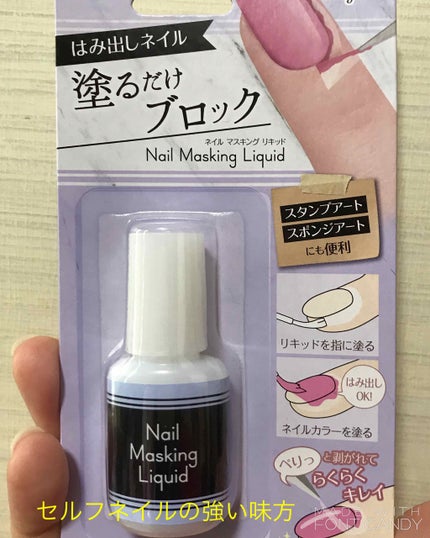 はみ出しネイル
塗るだけ
ブロック
ネイル マスキング リキッド
Nail Masking Liquid
スタンプアート
スポンジアート
にも便利
リキッドを指に塗る
はみ出し
OK!
ネイルカラーを塗る
ぺりっ
と剥がれて
らくらく
キレイ
Nail
Masking
Liquid
セルフネイルの強い味方
MADE WITH
FONT CANDY